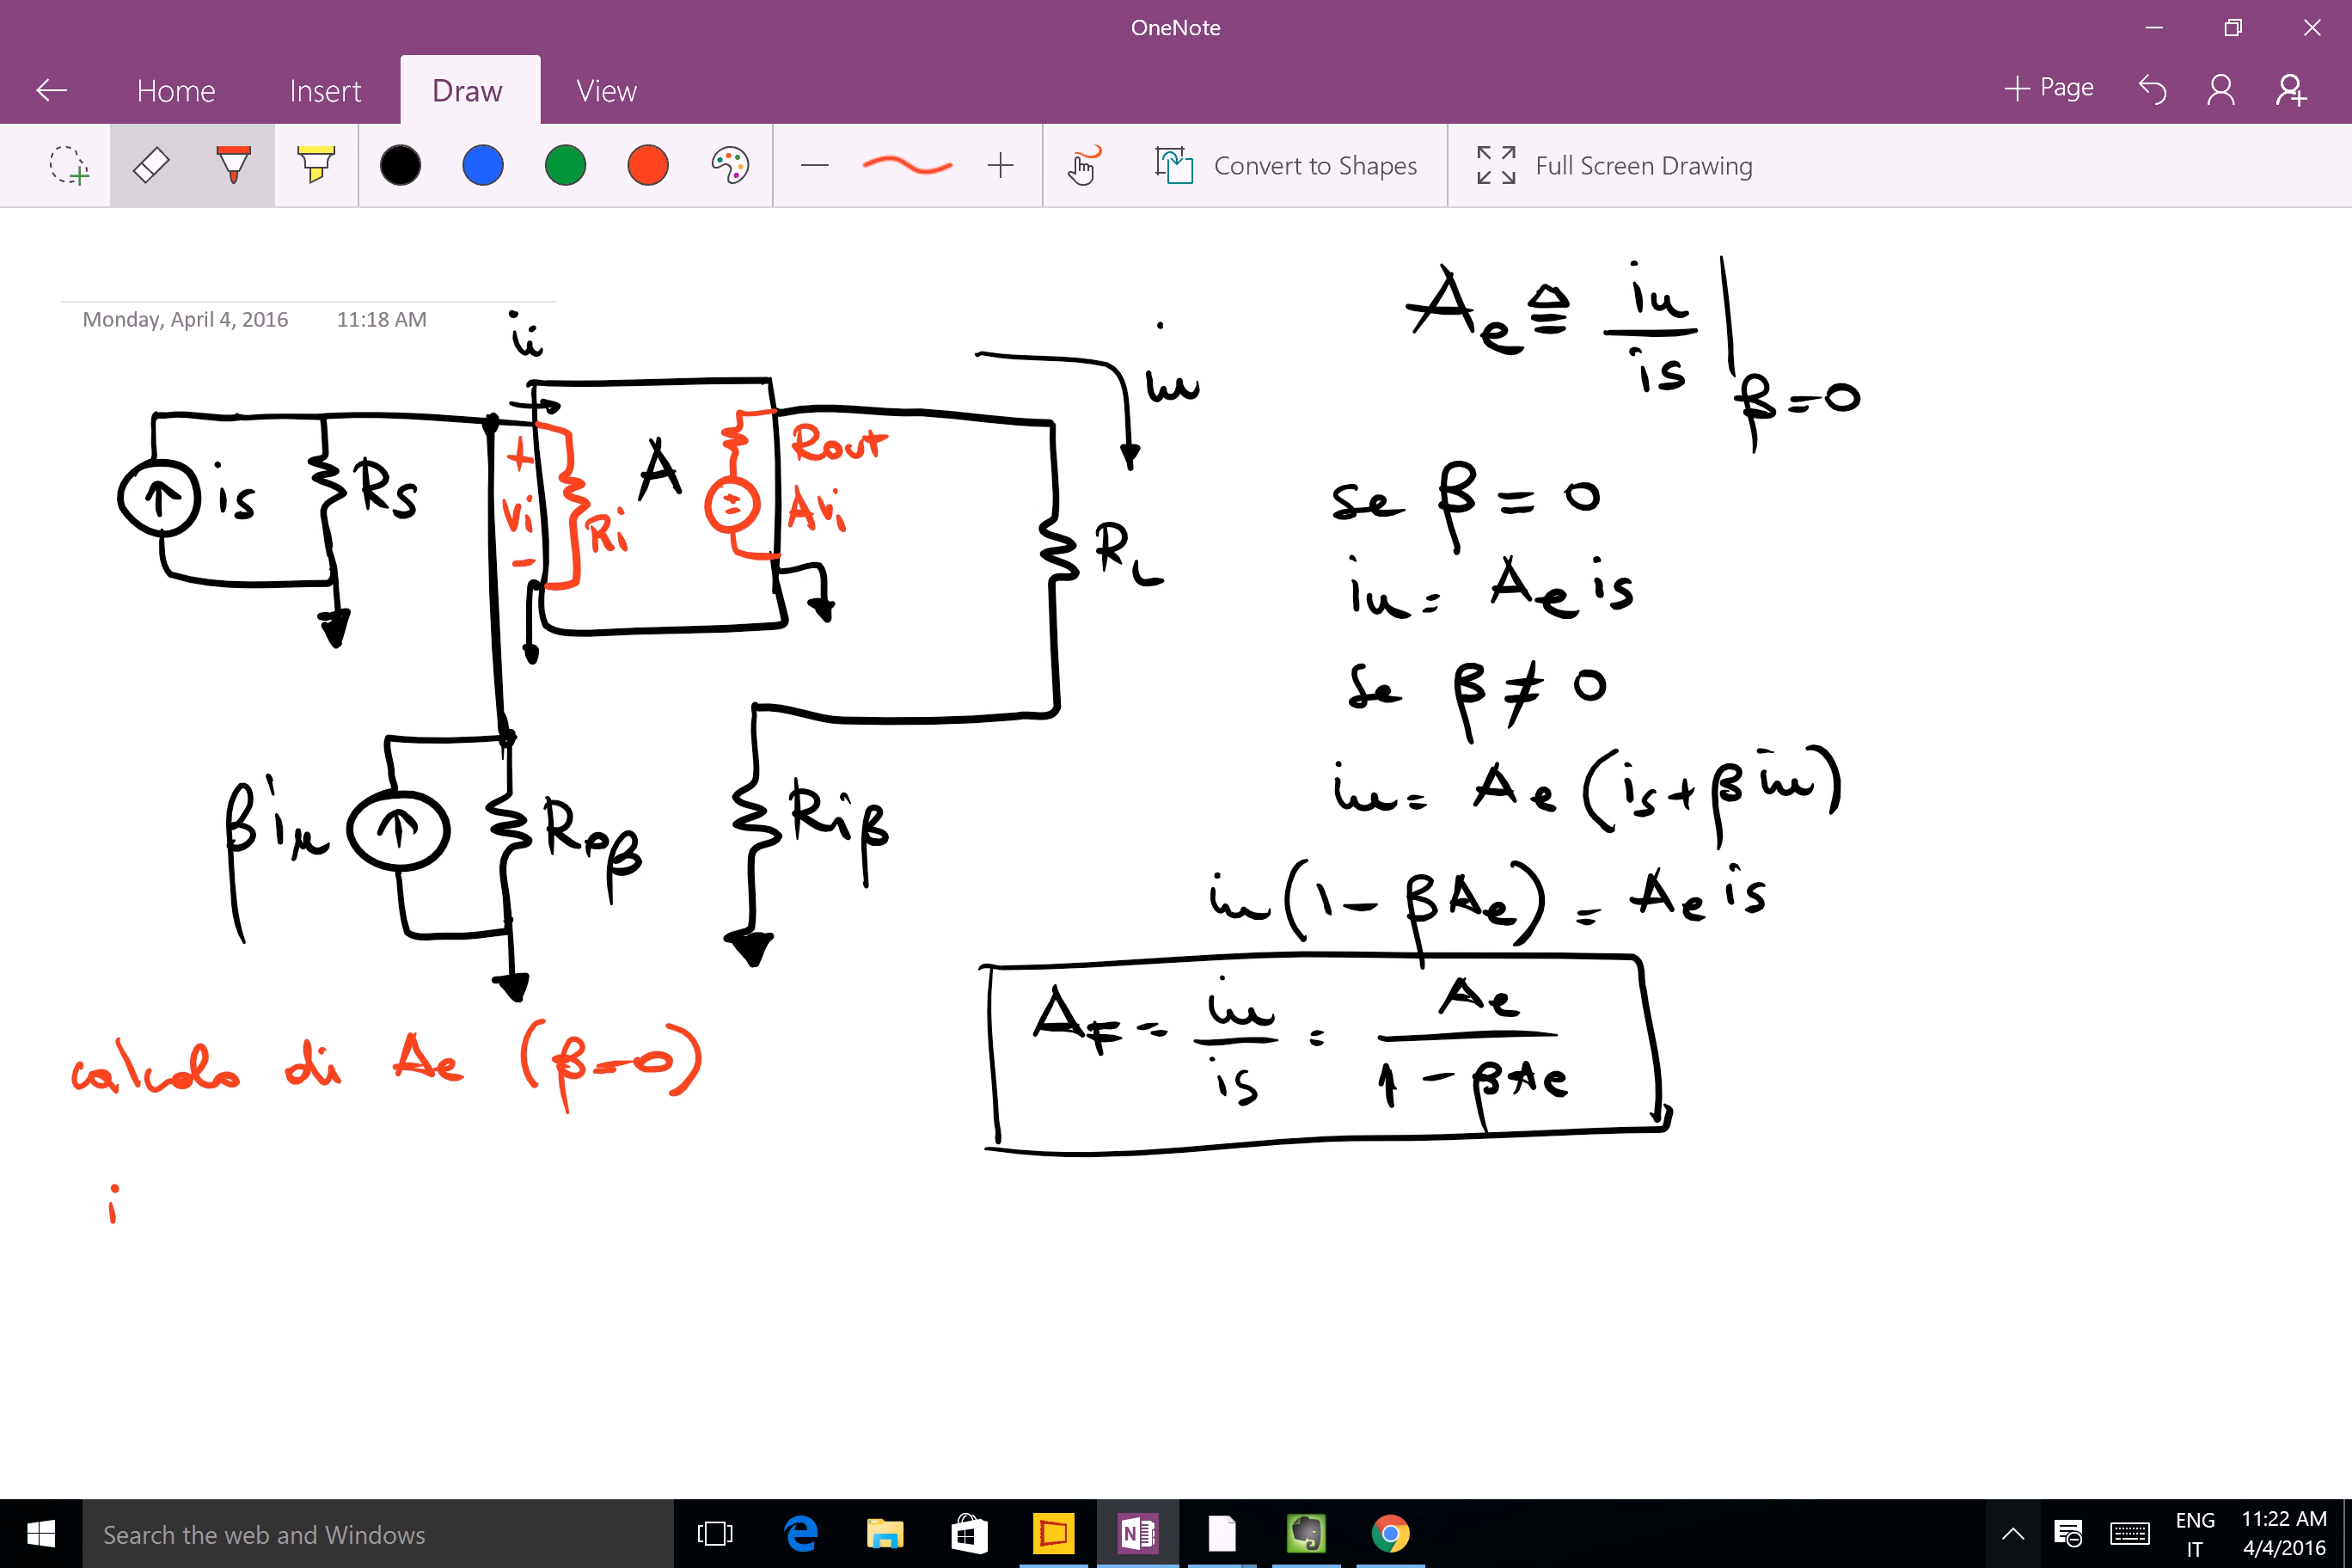 OneNote
Home Insert Draw View + Page
Convert to Shapes Full Screen Drawing
Monday, April 4, 2016 11:18 AM
ii
iu
is
Rs
+
vi
-
Ri
A
Rout
Avi
RL
βiu
Roβ
Riβ
calcolo di Ae (β=0)
i
Ae ≜ iu/is |β=0
se β = 0
iu = Ae is
se β ≠ 0
iu = Ae (is + β iu)
iu (1 - βAe) = Ae is
AF = iu/is = Ae/(1 - βAe)
Search the web and Windows
ENG
IT
11:22 AM
4/4/2016